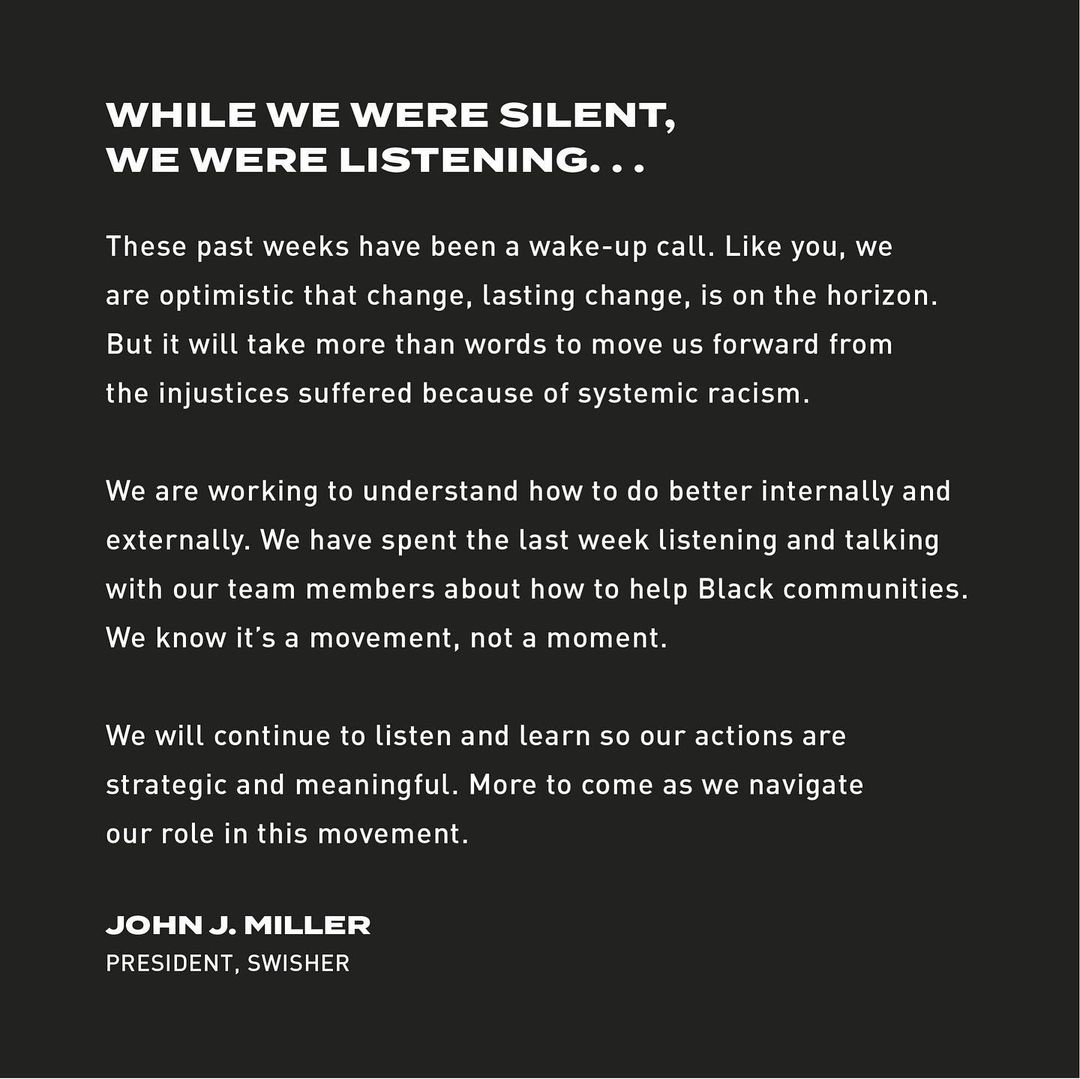 WHILE WE WERE SILENT,
WE WERE LISTENING. . .
These past weeks have been a wake-up call. Like you, we
are optimistic that change, lasting change, is on the horizon.
But it will take more than words to move us forward from
the injustices suffered because of systemic racism.
We are working to understand how to do better internally and
externally. We have spent the last week listening and talking
with our team members about how to help Black communities.
We know it’s a movement, not a moment.
We will continue to listen and learn so our actions are
strategic and meaningful. More to come as we navigate
our role in this movement.
JOHN J. MILLER
PRESIDENT, SWISHER